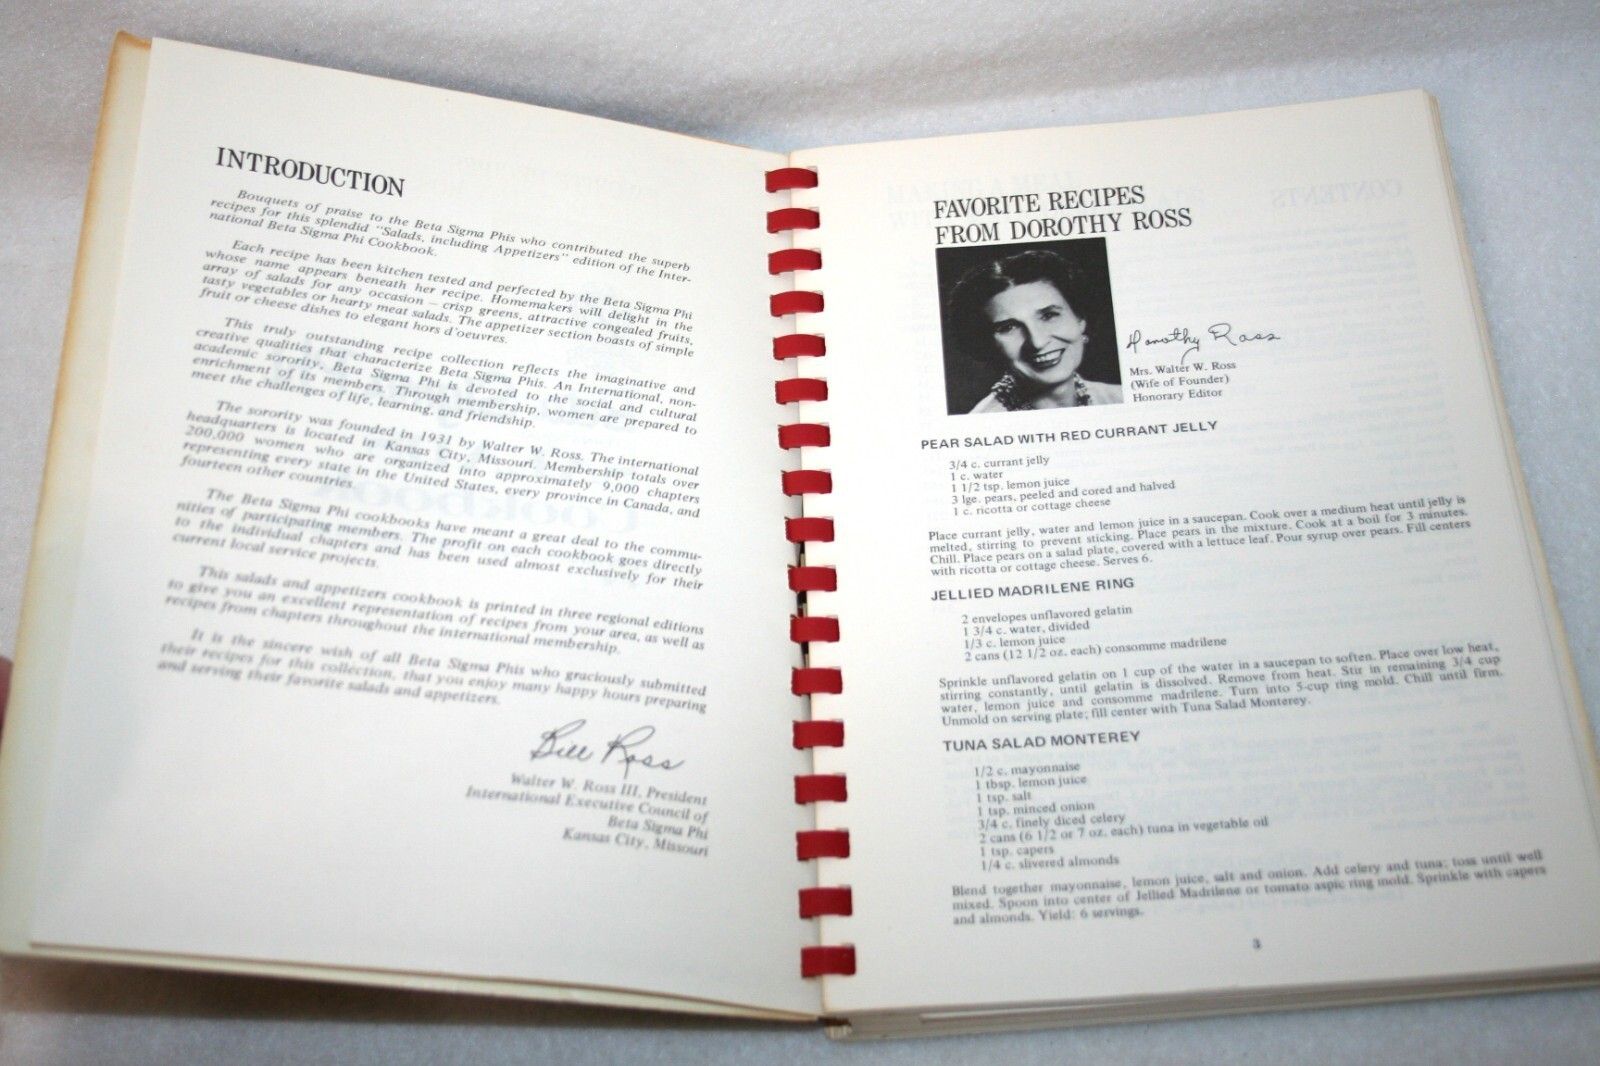 INTRODUCTION
Bouquets of praise to the Beta Sigma Phis who contributed the superb
recipes for this splendid "Salads, including Appetizers" edition of the Inter-
national Beta Sigma Phi Cookbook.
Each recipe has been kitchen tested and perfected by the Beta Sigma Phi
whose name appears beneath her recipe. Homemakers will delight in the
array of salads for any occasion — crisp greens, attractive congealed fruits,
tasty vegetables or hearty meat salads. The appetizer section boasts of simple
fruit or cheese dishes to elegant hors d'oeuvres.
This truly outstanding recipe collection reflects the imaginative and
creative qualities that characterize Beta Sigma Phis. An International, non-
academic sorority, Beta Sigma Phi is devoted to the social and cultural
enrichment of its members. Through membership, women are prepared to
meet the challenges of life, learning, and friendship.
The sorority was founded in 1931 by Walter W. Ross. The international
headquarters is located in Kansas City, Missouri. Membership totals over
200,000 women who are organized into approximately 9,000 chapters
representing every state in the United States, every province in Canada, and
fourteen other countries.
The Beta Sigma Phi cookbooks have meant a great deal to the commu-
nities of participating members. The profit on each cookbook goes directly
to the individual chapters and has been used almost exclusively for their
current local service projects.
This salads and appetizers cookbook is printed in three regional editions
to give you an excellent representation of recipes from your area, as well as
recipes from chapters throughout the international membership.
It is the sincere wish of all Beta Sigma Phis who graciously submitted
their recipes for this collection, that you enjoy many happy hours preparing
and serving their favorite salads and appetizers.
Bill Ross
Walter W. Ross III, President
International Executive Council of
Beta Sigma Phi
Kansas City, Missouri
FAVORITE RECIPES
FROM DOROTHY ROSS
Dorothy Ross
Mrs. Walter W. Ross
(Wife of Founder)
Honorary Editor
PEAR SALAD WITH RED CURRANT JELLY
3/4 c. currant jelly
1 c. water
1 1/2 tsp. lemon juice
3 lge. pears, peeled and cored and halved
1 c. ricotta or cottage cheese
Place currant jelly, water and lemon juice in a saucepan. Cook over a medium heat until jelly is
melted, stirring to prevent sticking. Place pears in the mixture. Cook at a boil for 3 minutes.
Chill. Place pears on a salad plate, covered with a lettuce leaf. Pour syrup over pears. Fill centers
with ricotta or cottage cheese. Serves 6.
JELLIED MADRILENE RING
2 envelopes unflavored gelatin
1 3/4 c. water, divided
1/3 c. lemon juice
2 cans (12 1/2 oz. each) consomme madrilene
Sprinkle unflavored gelatin on 1 cup of the water in a saucepan to soften. Place over low heat,
stirring constantly, until gelatin is dissolved. Remove from heat. Stir in remaining 3/4 cup
water, lemon juice and consomme madrilene. Turn into 5-cup ring mold. Chill until firm.
Unmold on serving plate; fill center with Tuna Salad Monterey.
TUNA SALAD MONTEREY
1/2 c. mayonnaise
1 tbsp. lemon juice
1 tsp. salt
1 tsp. minced onion
3/4 c. finely diced celery
2 cans (6 1/2 or 7 oz. each) tuna in vegetable oil
1 tsp. capers
1/4 c. slivered almonds
Blend together mayonnaise, lemon juice, salt and onion. Add celery and tuna; toss until well
mixed. Spoon into center of Jellied Madrilene or tomato aspic ring mold. Sprinkle with capers
and almonds. Yield: 6 servings.
3